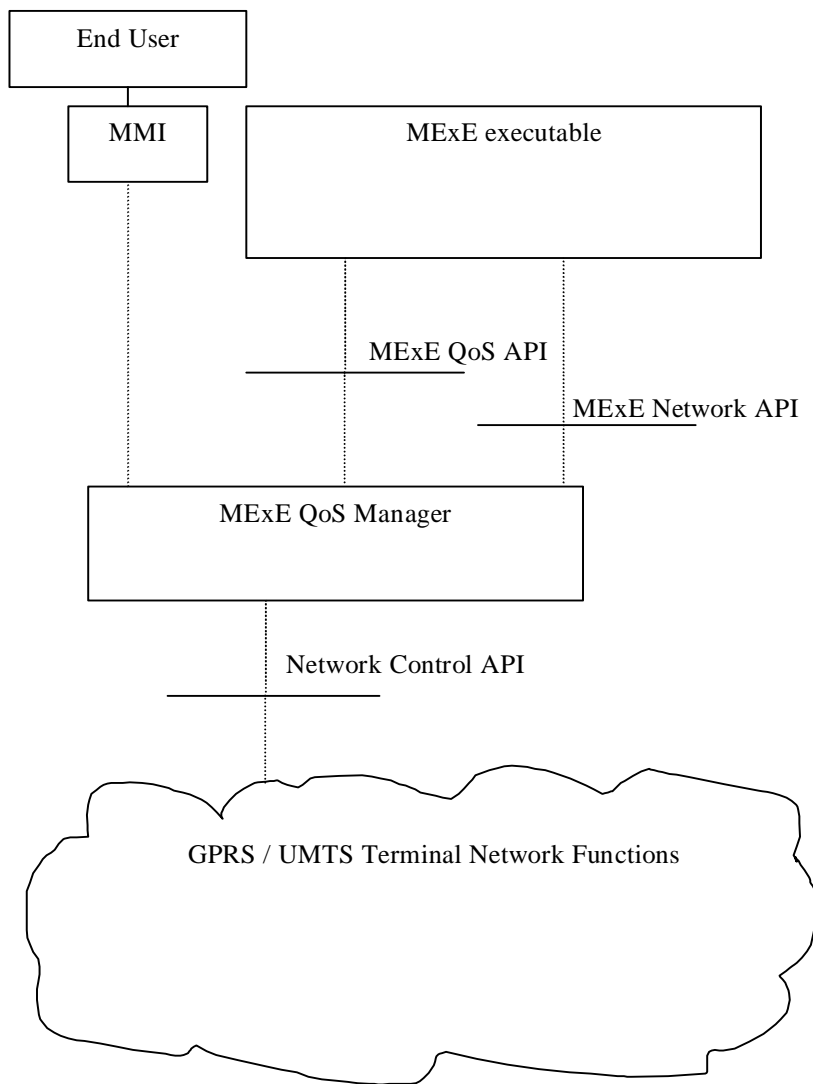 End User
MMI
MExE executable
MExE QoS API
MExE Network API
MExE QoS Manager
Network Control API
GPRS / UMTS Terminal Network Functions